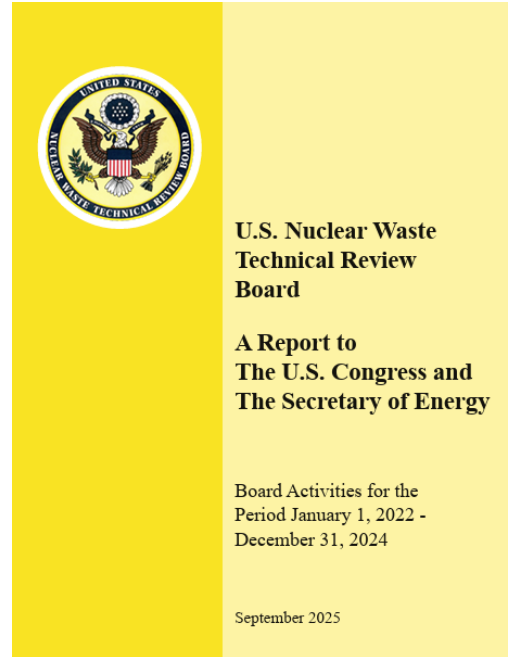 UNITED STATES
NUCLEAR WASTE TECHNICAL REVIEW BOARD
U.S. Nuclear Waste
Technical Review
Board
A Report to
The U.S. Congress and
The Secretary of Energy
Board Activities for the
Period January 1, 2022 -
December 31, 2024
September 2025